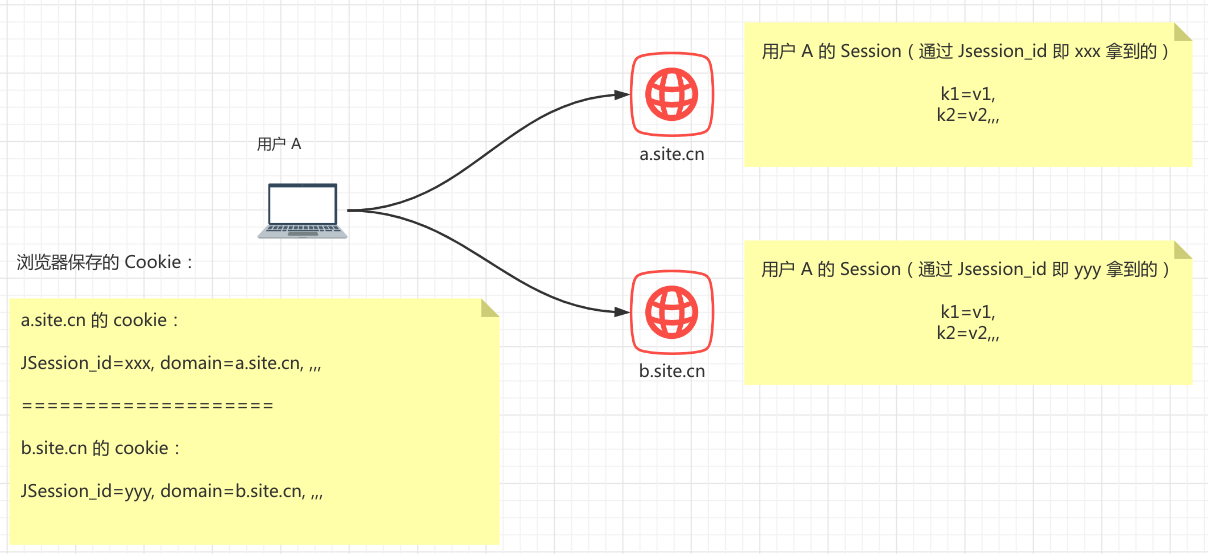 用户 A
浏览器保存的 Cookie：
a.site.cn 的 cookie：
JSession_id=xxx, domain=a.site.cn, ,,,
====================
b.site.cn 的 cookie：
JSession_id=yyy, domain=b.site.cn, ,,,
a.site.cn
用户 A 的 Session（通过 Jsession_id 即 xxx 拿到的）
k1=v1,
k2=v2,,,
b.site.cn
用户 A 的 Session（通过 Jsession_id 即 yyy 拿到的）
k1=v1,
k2=v2,,,